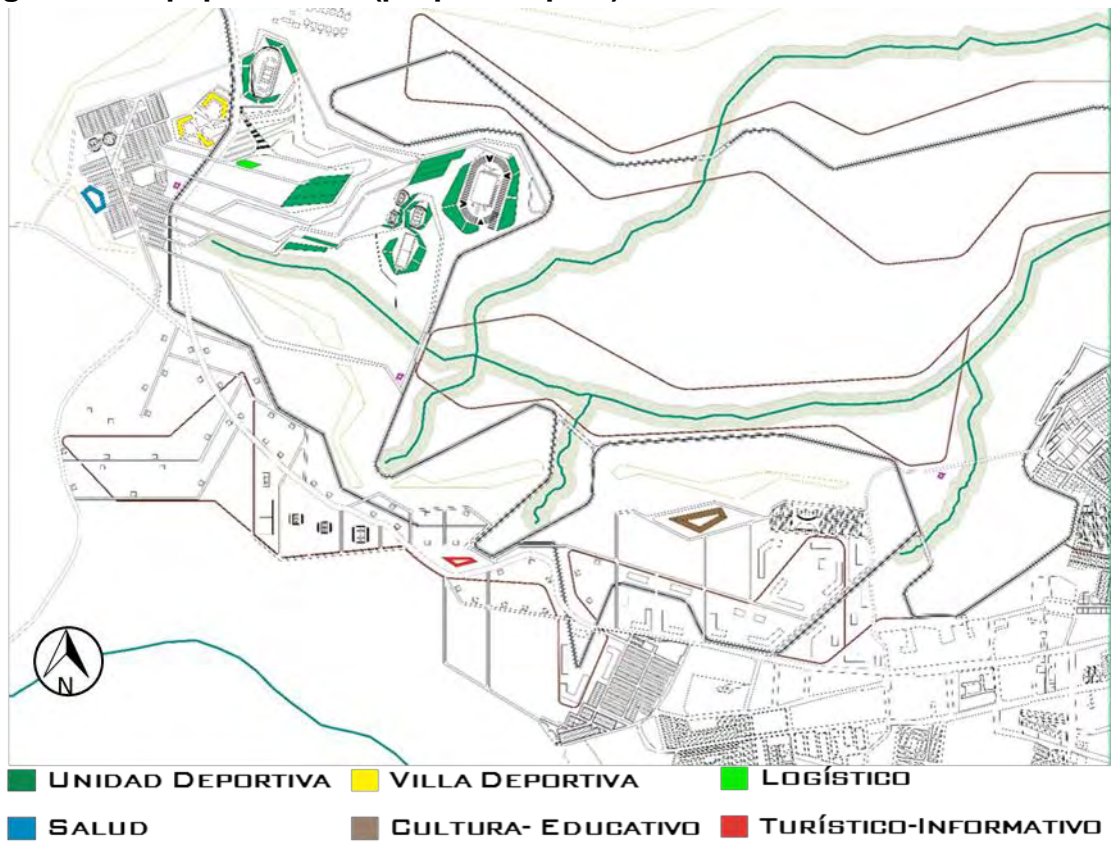 N
UNIDAD DEPORTIVA
VILLA DEPORTIVA
LOGÍSTICO
SALUD
CULTURA- EDUCATIVO
TURÍSTICO-INFORMATIVO